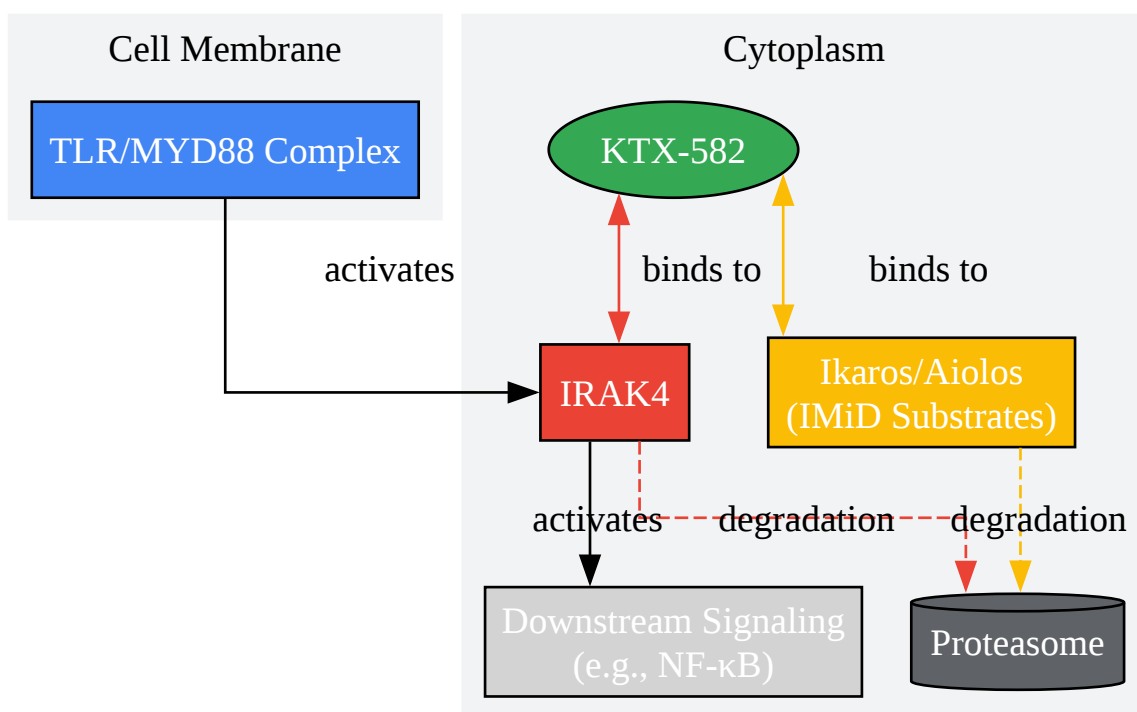 Cell Membrane
Cytoplasm
TLR/MYD88 Complex
KTX-582
activates
binds to
binds to
IRAK4
Ikaros/Aiolos
(IMiD Substrates)
activates
degradation
degradation
Downstream Signaling
(e.g., NF-κB)
Proteasome